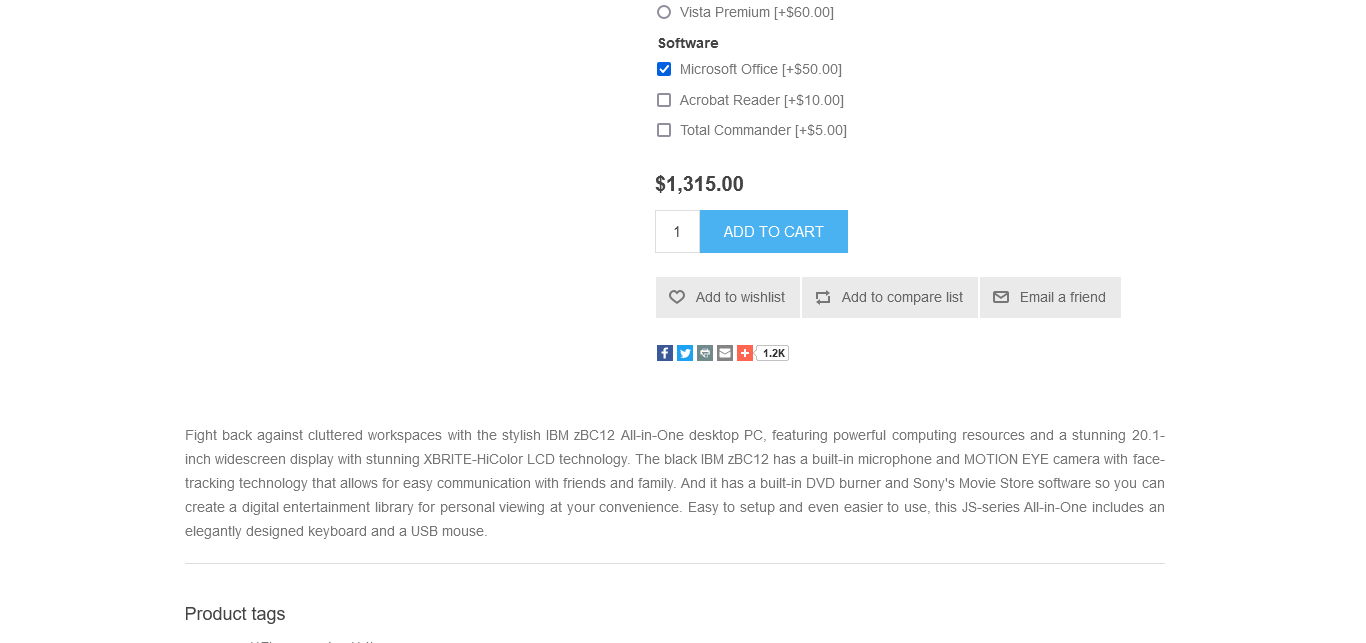 Vista Premium [+$60.00]
Software
Microsoft Office [+$50.00]
Acrobat Reader [+$10.00]
Total Commander [+$5.00]
$1,315.00
1 ADD TO CART
Add to wishlist Add to compare list Email a friend
1.2K
Fight back against cluttered workspaces with the stylish IBM zBC12 All-in-One desktop PC, featuring powerful computing resources and a stunning 20.1-
inch widescreen display with stunning XBRITE-HiColor LCD technology. The black IBM zBC12 has a built-in microphone and MOTION EYE camera with face-
tracking technology that allows for easy communication with friends and family. And it has a built-in DVD burner and Sony's Movie Store software so you can
create a digital entertainment library for personal viewing at your convenience. Easy to setup and even easier to use, this JS-series All-in-One includes an
elegantly designed keyboard and a USB mouse.
Product tags